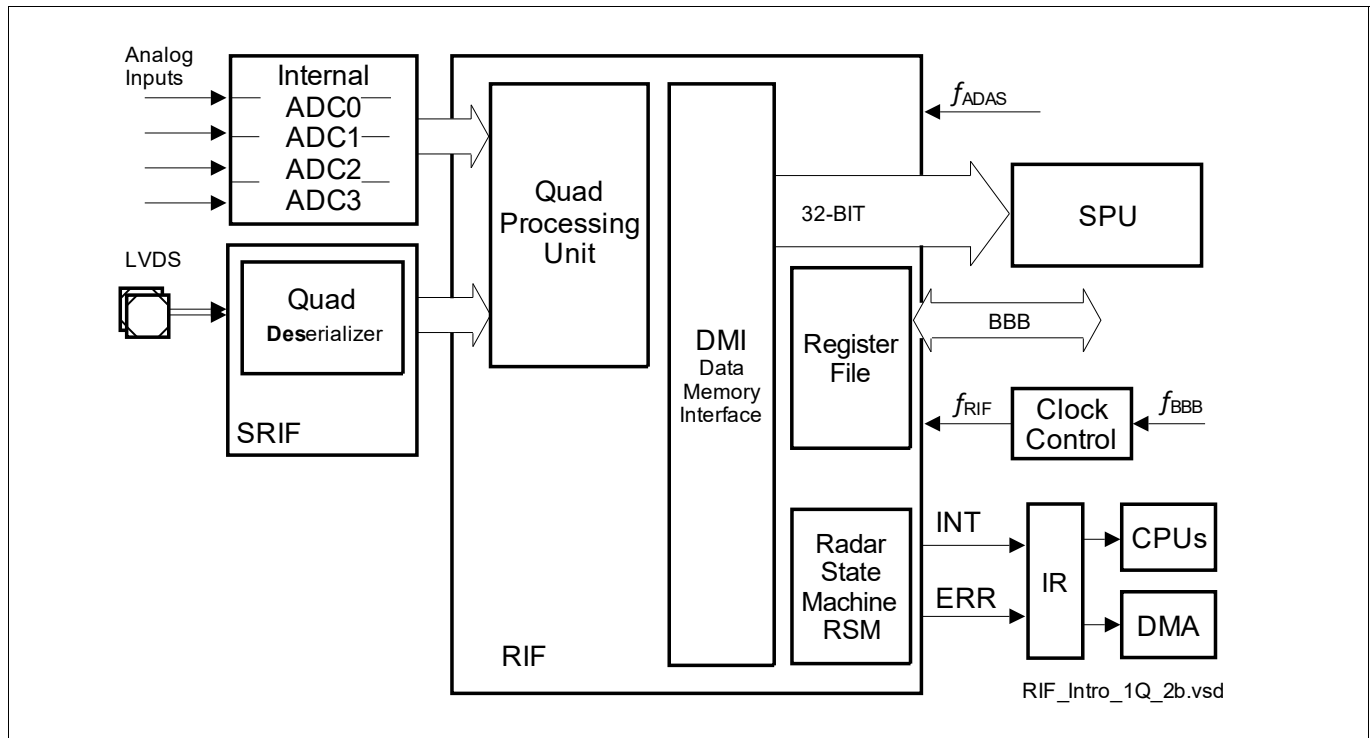 Analog
Inputs
Internal
ADC0
ADC1
ADC2
ADC3
LVDS
Quad
Deserializer
SRIF
Quad
Processing
Unit
RIF
DMI
Data
Memory
Interface
fADAS
32-BIT
SPU
Register
File
BBB
fRIF
Clock
Control
fBBB
Radar
State
Machine
RSM
INT
ERR
IR
CPUs
DMA
RIF_Intro_1Q_2b.vsd